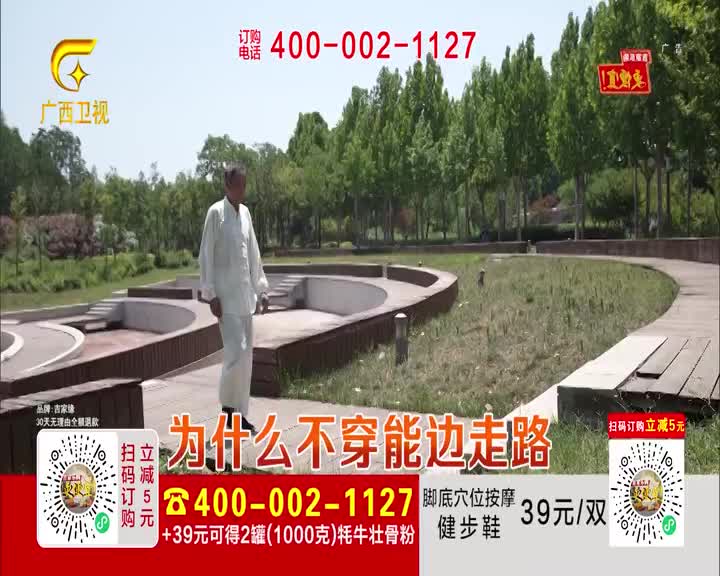 订购电话 400-002-1127
广西卫视
广告
品牌:吉家缘
30天无理由全额退款
为什么不穿能边走路
扫码订购
立减5元
☎400-002-1127
+39元可得2罐(1000克)牦牛壮骨粉
脚底穴位按摩
健步鞋
39元/双
扫码订购立减5元